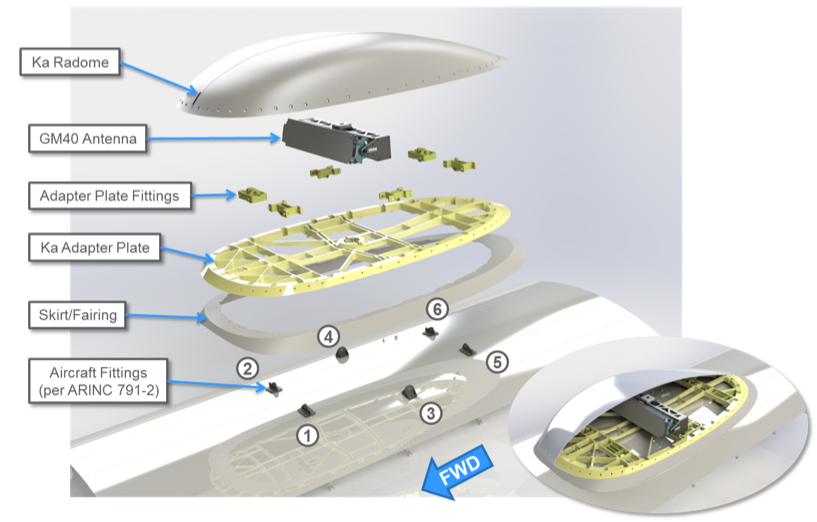 Ka Radome
GM40 Antenna
Adapter Plate Fittings
Ka Adapter Plate
Skirt/Fairing
Aircraft Fittings
(per ARINC 791-2)
6
4
2
5
3
1
FWD